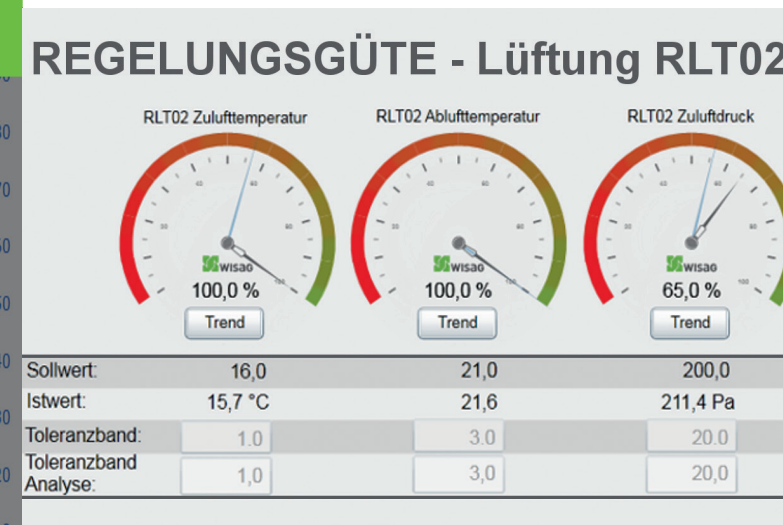 REGELUNGSGÜTE - Lüftung RLT02
RLT02 Zulufttemperatur RLT02 Ablufttemperatur RLT02 Zuluftdruck
wisag wisag wisag
100,0 % 100,0 % 65,0 %
Trend Trend Trend
Sollwert: 16,0 21,0 200,0
Istwert: 15,7 °C 21,6 211,4 Pa
Toleranzband: 1.0 3.0 20.0
Toleranzband
Analyse: 1,0 3,0 20,0